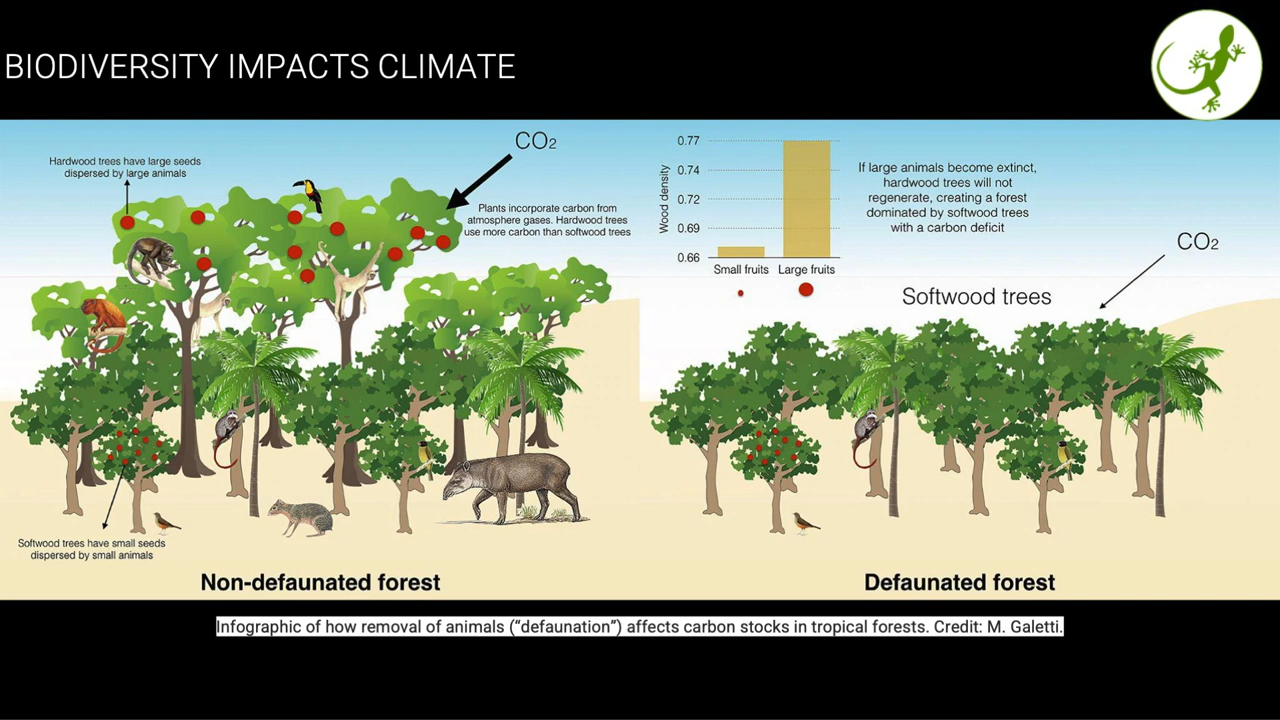 BIODIVERSITY IMPACTS CLIMATE
Hardwood trees have large seeds
dispersed by large animals
CO₂
Plants incorporate carbon from
atmosphere gases. Hardwood trees
use more carbon than softwood trees
Softwood trees have small seeds
dispersed by small animals
Non-defaunated forest
Wood density
0.77
0.74
0.72
0.69
0.66
Small fruits
Large fruits
If large animals become extinct,
hardwood trees will not
regenerate, creating a forest
dominated by softwood trees
with a carbon deficit
CO₂
Softwood trees
Defaunated forest
Infographic of how removal of animals (“defaunation”) affects carbon stocks in tropical forests. Credit: M. Galetti.